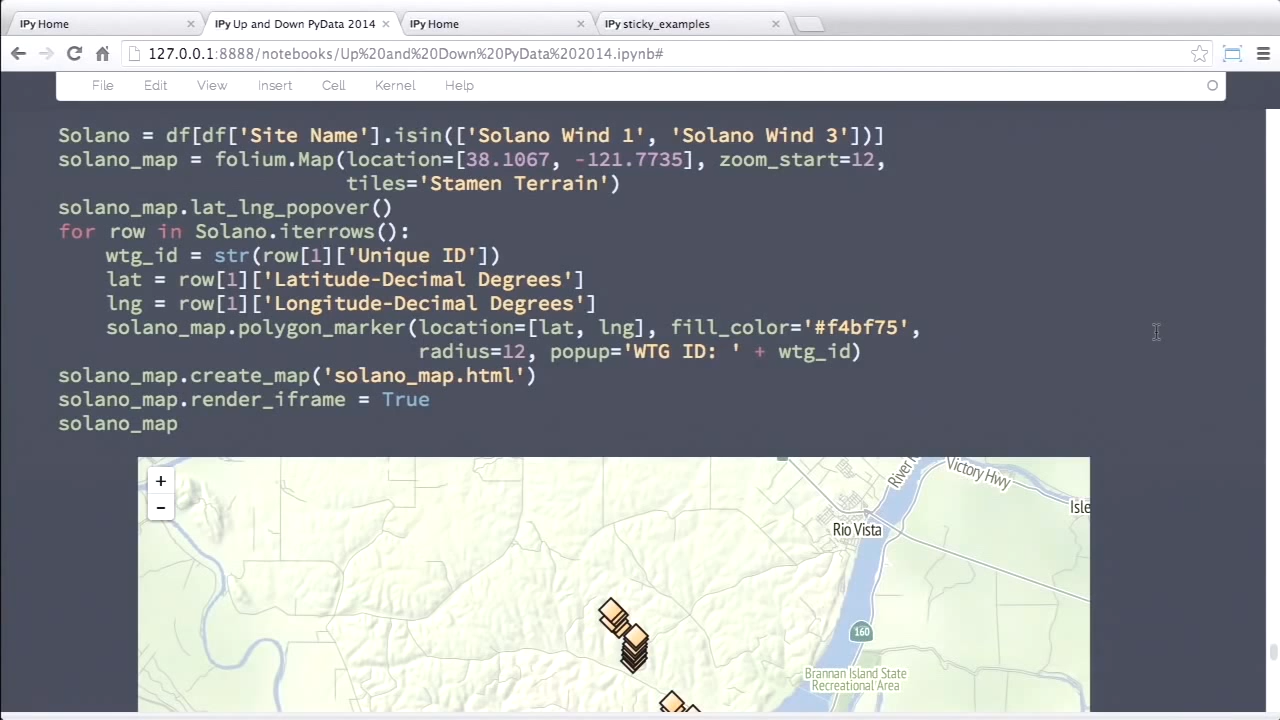 IPy Home
IPy Up and Down PyData 2014
IPy Home
IPy sticky_examples
127.0.0.1:8888/notebooks/Up%20and%20Down%20PyData%202014.ipynb#
File Edit View Insert Cell Kernel Help
Solano = df[df['Site Name'].isin(['Solano Wind 1', 'Solano Wind 3'])]
solano_map = folium.Map(location=[38.1067, -121.7735], zoom_start=12,
tiles='Stamen Terrain')
solano_map.lat_lng_popover()
for row in Solano.iterrows():
wtg_id = str(row[1]['Unique ID'])
lat = row[1]['Latitude-Decimal Degrees']
lng = row[1]['Longitude-Decimal Degrees']
solano_map.polygon_marker(location=[lat, lng], fill_color='#f4bf75',
radius=12, popup='WTG ID: ' + wtg_id)
solano_map.create_map('solano_map.html')
solano_map.render_iframe = True
solano_map
+
-
River
Victory Hwy
Isle
Rio Vista
160
Brannan Island State
Recreational Area